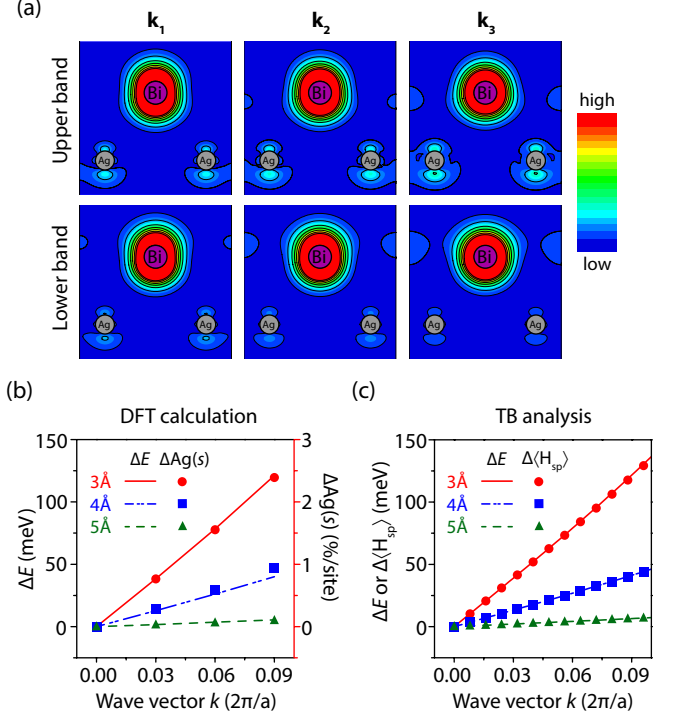 (a)
k1 k2 k3
Upper band
Bi Bi Bi
Ag Ag Ag Ag Ag Ag
high
low
Lower band
Bi Bi Bi
Ag Ag Ag Ag Ag Ag
(b)
DFT calculation
ΔE ΔAg(s)
3Å
4Å
5Å
150
100
50
0
ΔE (meV)
3
2
1
0
ΔAg(s) (%/site)
0.00 0.03 0.06 0.09
Wave vector k (2π/a)
(c)
TB analysis
ΔE Δ⟨Hsp⟩
3Å
4Å
5Å
150
100
50
0
ΔE or Δ⟨Hsp⟩ (meV)
0.00 0.03 0.06 0.09
Wave vector k (2π/a)